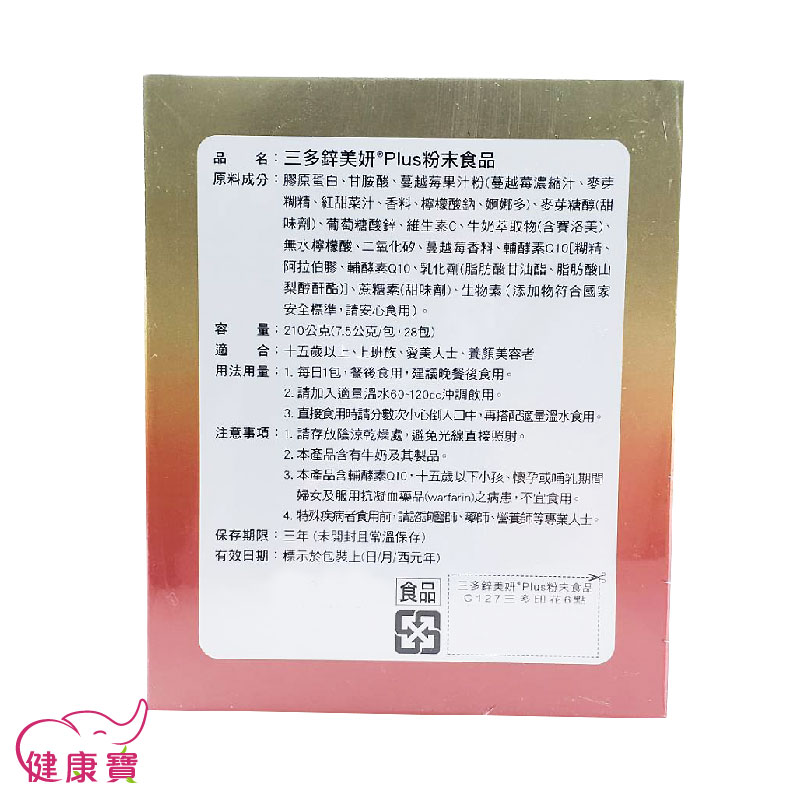 品　　名：三多鋅美妍®Plus粉末食品
原料成分：膠原蛋白、甘胺酸、蔓越莓果汁粉(蔓越莓濃縮汁、麥芽
糊精、紅甜菜汁、香料、檸檬酸鈉、婀娜多)、麥芽糖醇(甜
味劑)、葡萄糖酸鋅、維生素C、牛奶萃取物(含賽洛美)、
無水檸檬酸、二氧化矽、蔓越莓香料、輔酵素Q10[糊精、
阿拉伯膠、輔酵素Q10、乳化劑(脂肪酸甘油酯、脂肪酸山
梨醇酐酯)]、蔗糖素(甜味劑)、生物素（添加物符合國家
安全標準，請安心食用）。
容　　量：210公克(7.5公克/包，28包)
適　　合：十五歲以上、上班族、愛美人士、養顏美容者
用法用量：1. 每日1包，餐後食用，建議晚餐後食用。
2. 請加入適量溫水60-120cc沖調飲用。
3. 直接食用時請分數次小心倒入口中，再搭配適量溫水食用。
注意事項：1. 請存放陰涼乾燥處，避免光線直接照射。
2. 本產品含有牛奶及其製品。
3. 本產品含輔酵素Q10，十五歲以下小孩、懷孕或哺乳期間
婦女及服用抗凝血藥品(warfarin)之病患，不宜食用。
4. 特殊疾病者食用前，請諮詢醫師、藥師、營養師等專業人士。
保存期限：三年 (未開封且常溫保存)
有效日期：標示於包裝上(日/月/西元年)
食品
三多鋅美妍®Plus粉末食品
C127三多印花6點
健康寶